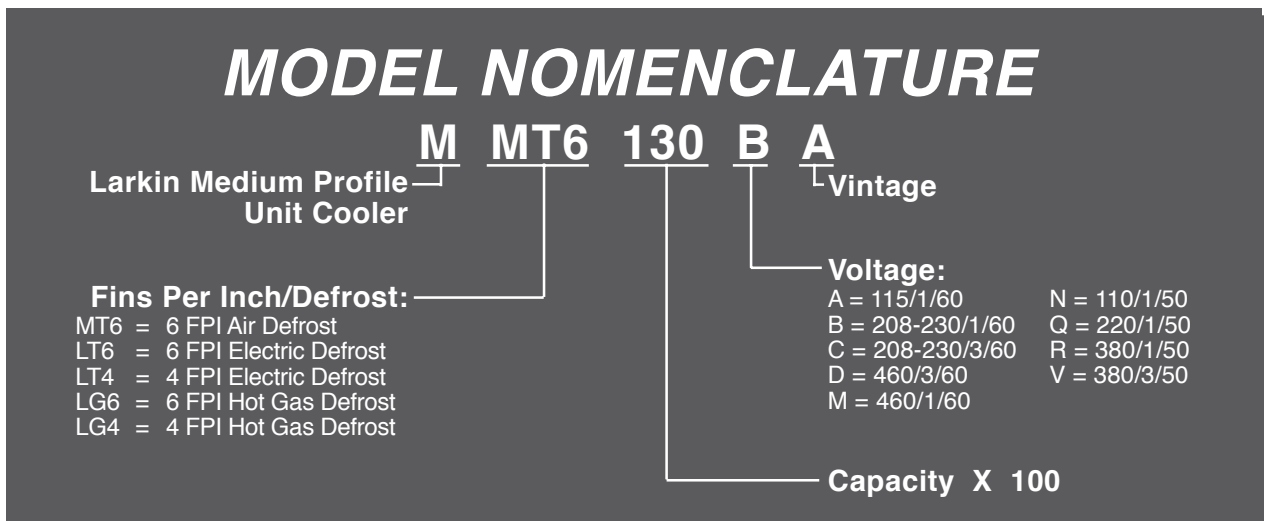 MODEL NOMENCLATURE
M MT6 130 B A
Larkin Medium Profile
Unit Cooler
Vintage
Fins Per Inch/Defrost:
MT6 = 6 FPI Air Defrost
LT6 = 6 FPI Electric Defrost
LT4 = 4 FPI Electric Defrost
LG6 = 6 FPI Hot Gas Defrost
LG4 = 4 FPI Hot Gas Defrost
Voltage:
A = 115/1/60
B = 208-230/1/60
C = 208-230/3/60
D = 460/3/60
M = 460/1/60
N = 110/1/50
Q = 220/1/50
R = 380/1/50
V = 380/3/50
Capacity X 100